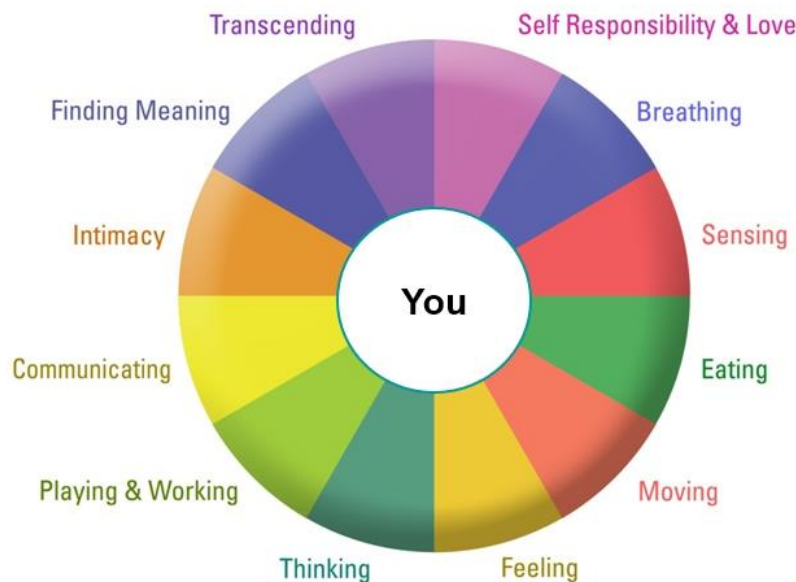 Transcending
Self Responsibility & Love
Finding Meaning
Breathing
Intimacy
Sensing
You
Communicating
Eating
Playing & Working
Moving
Thinking
Feeling